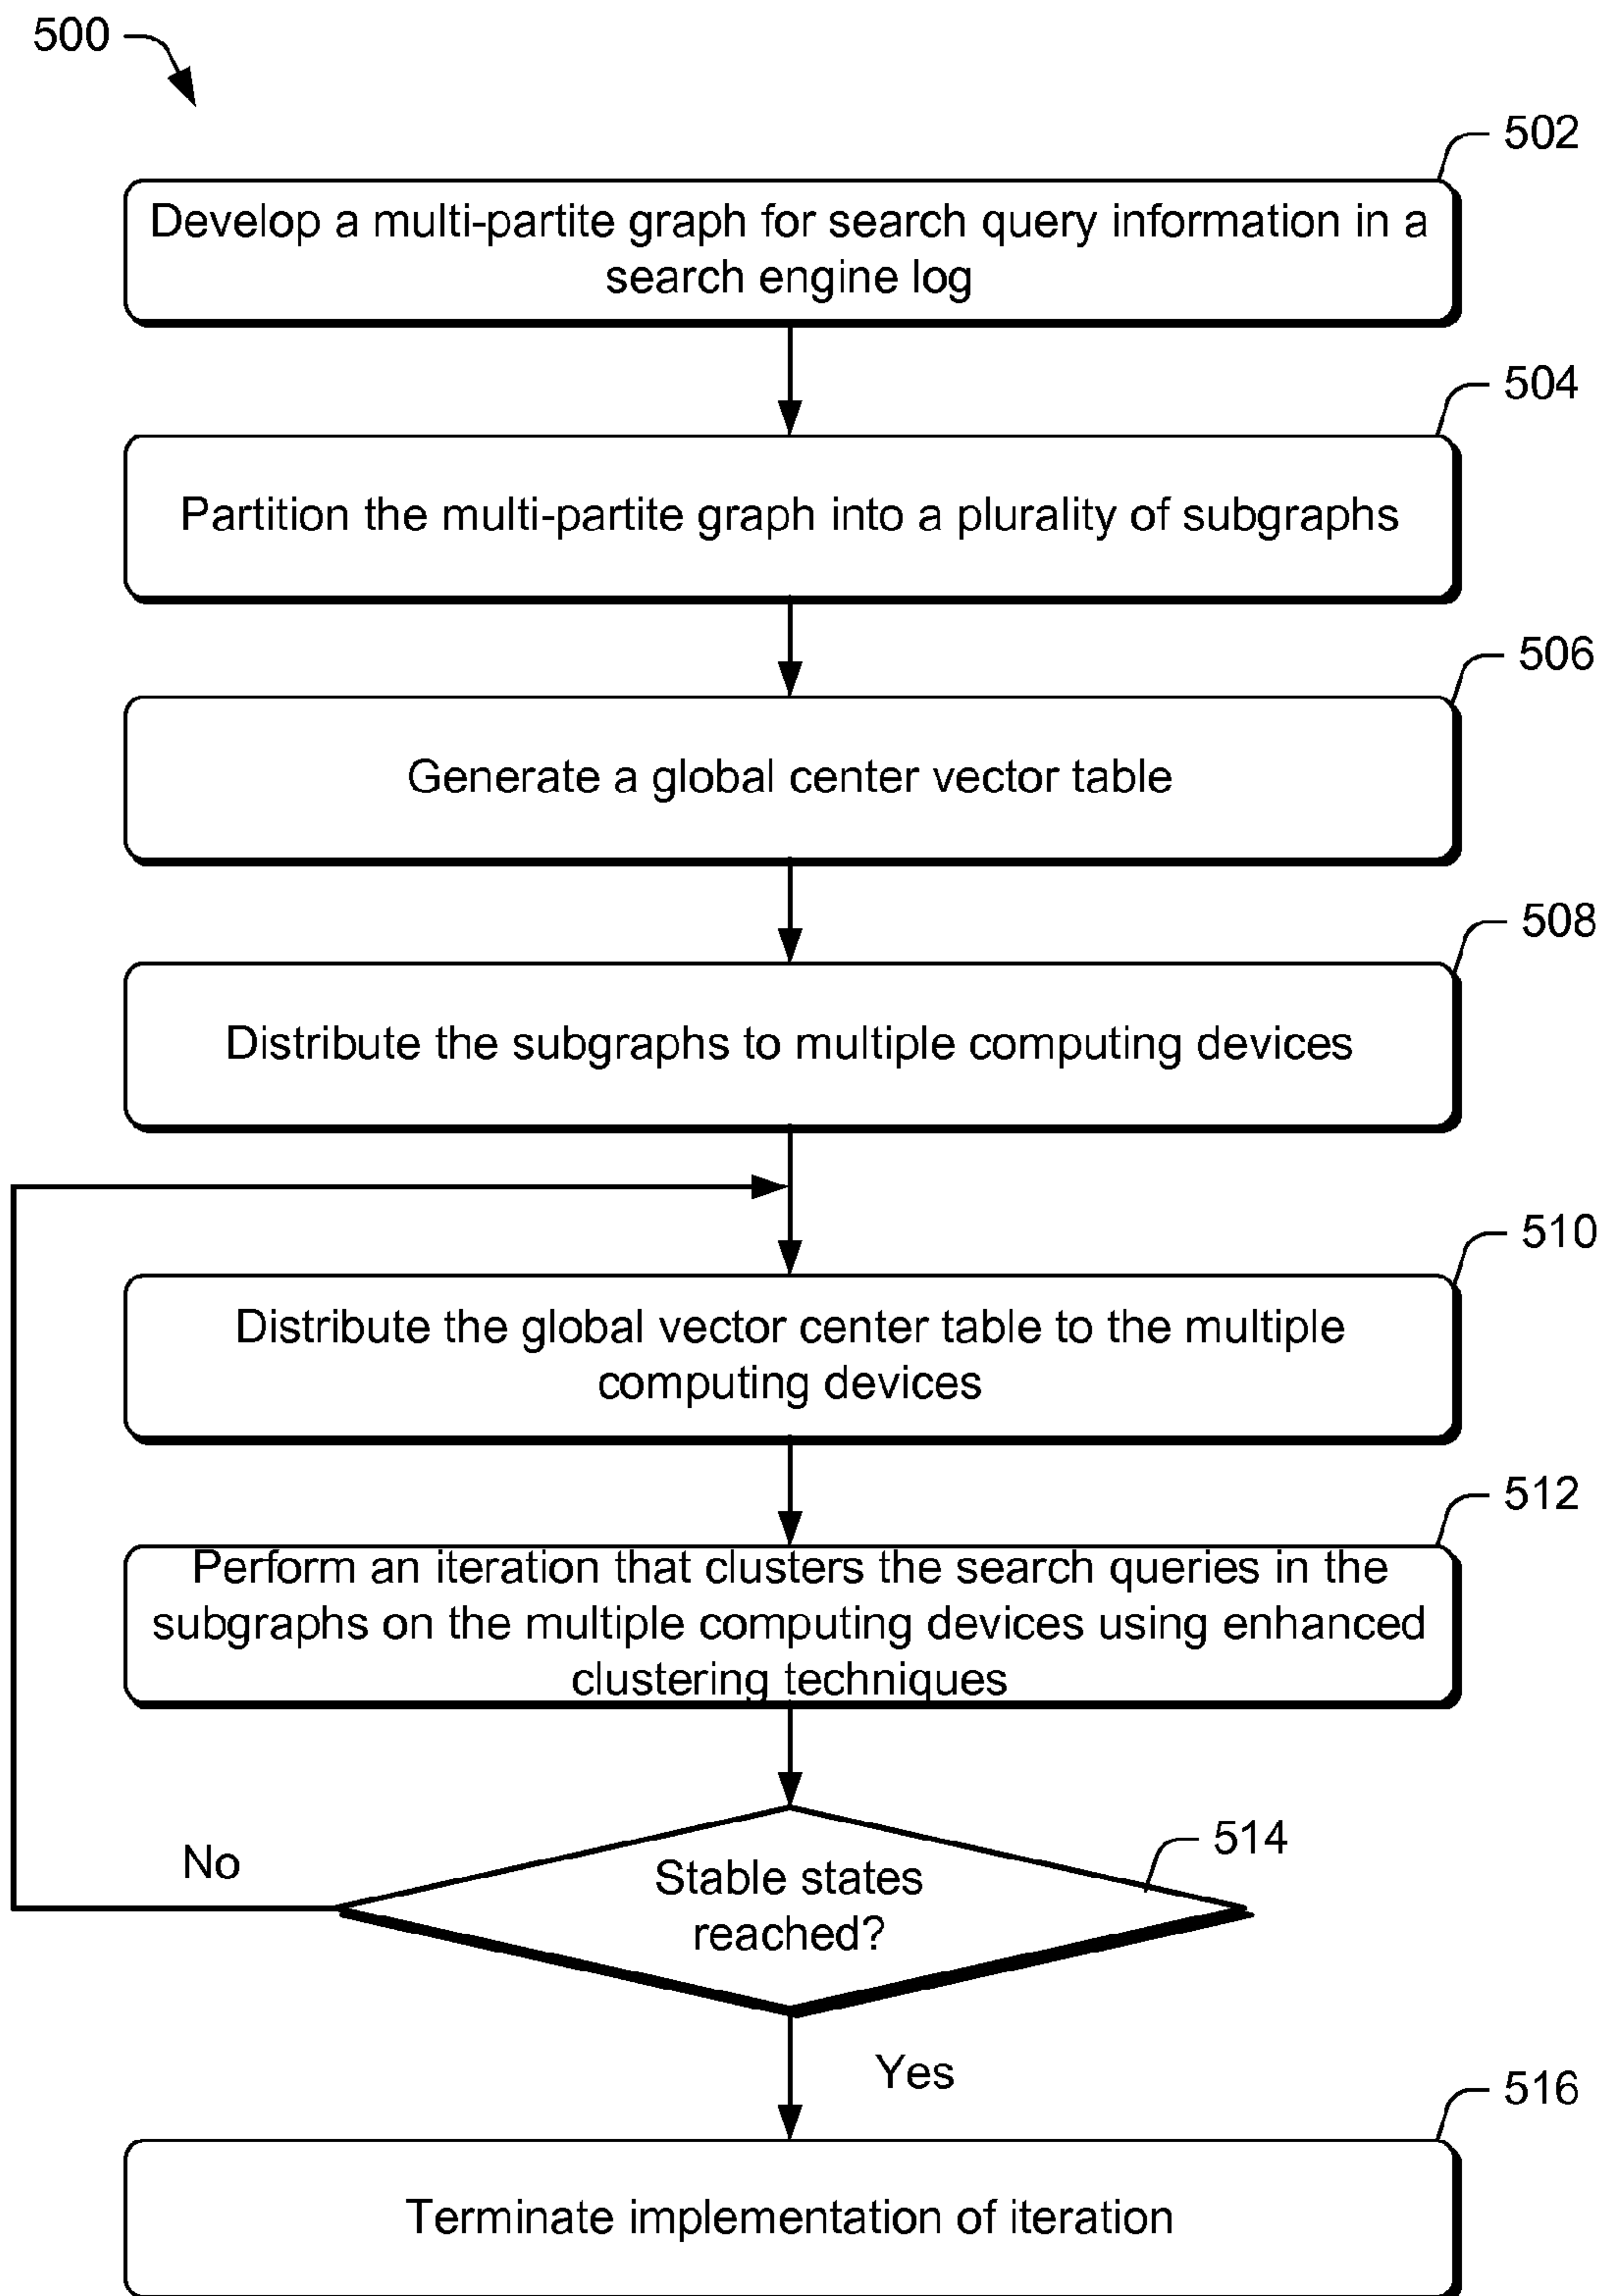 500
502
Develop a multi-partite graph for search query information in a
search engine log
504
Partition the multi-partite graph into a plurality of subgraphs
506
Generate a global center vector table
508
Distribute the subgraphs to multiple computing devices
510
Distribute the global vector center table to the multiple
computing devices
512
Perform an iteration that clusters the search queries in the
subgraphs on the multiple computing devices using enhanced
clustering techniques
514
No
Stable states
reached?
Yes
516
Terminate implementation of iteration